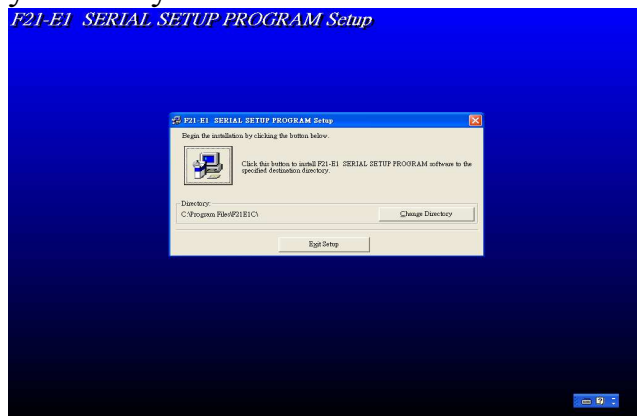 F21-E1 SERIAL SETUP PROGRAM Setup
F21-E1 SERIAL SETUP PROGRAM Setup
Begin the installation by clicking the button below.
Click this button to install F21-E1 SERIAL SETUP PROGRAM software to the
specified destination directory.
Directory:
C:\Program Files\F21E1C\
Change Directory
Exit Setup